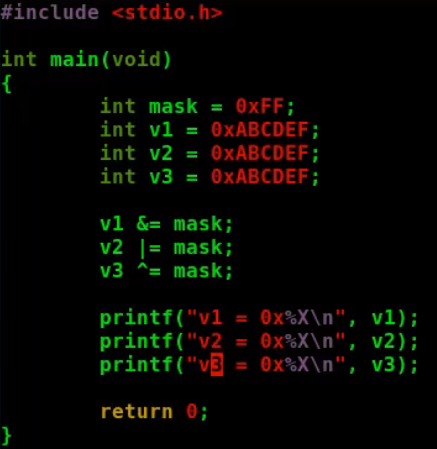 #include <stdio.h>
int main(void)
{
        int mask = 0xFF;
        int v1 = 0xABCDEF;
        int v2 = 0xABCDEF;
        int v3 = 0xABCDEF;
        v1 &= mask;
        v2 |= mask;
        v3 ^= mask;
        printf("v1 = 0x%X\n", v1);
        printf("v2 = 0x%X\n", v2);
        printf("v3 = 0x%X\n", v3);
        return 0;
}